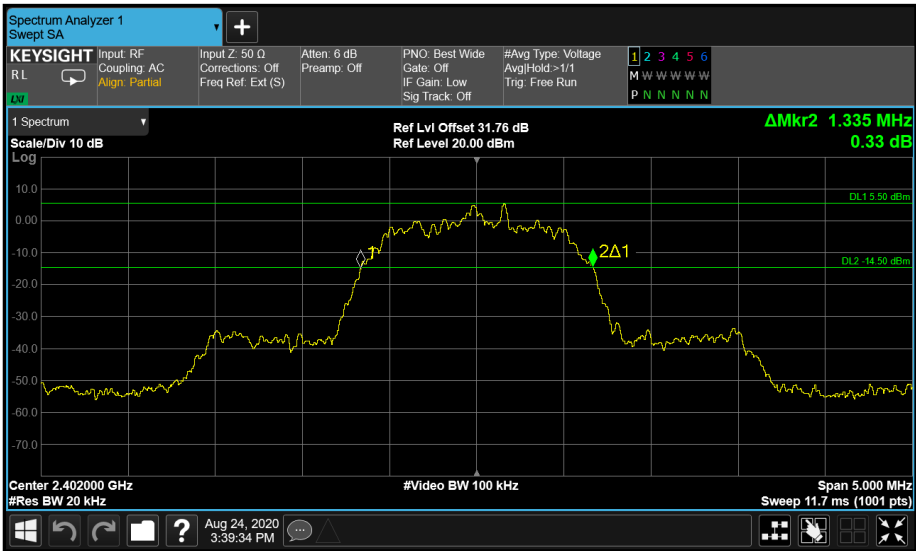 Spectrum Analyzer 1
Swept SA
+
KEYSIGHT
RL
LXI
Input: RF
Coupling: AC
Align: Partial
Input Z: 50 Ω
Corrections: Off
Freq Ref: Ext (S)
Atten: 6 dB
Preamp: Off
PNO: Best Wide
Gate: Off
IF Gain: Low
Sig Track: Off
#Avg Type: Voltage
Avg|Hold:>1/1
Trig: Free Run
1 2 3 4 5 6
M W W W W W
P N N N N N
1 Spectrum
Scale/Div 10 dB
Log
Ref Lvl Offset 31.76 dB
Ref Level 20.00 dBm
ΔMkr2 1.335 MHz
0.33 dB
10.0
DL1 5.50 dBm
0.00
1
2Δ1
-10.0
DL2 -14.50 dBm
-20.0
-30.0
-40.0
-50.0
-60.0
-70.0
Center 2.402000 GHz
#Video BW 100 kHz
Span 5.000 MHz
#Res BW 20 kHz
Sweep 11.7 ms (1001 pts)
?
Aug 24, 2020
3:39:34 PM